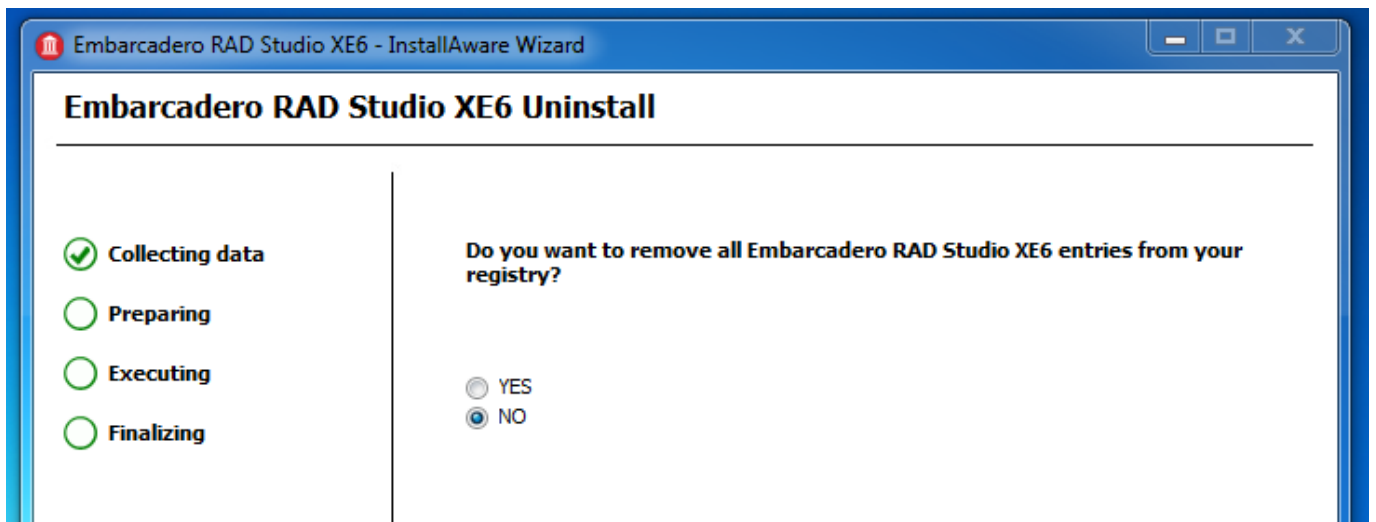 Embarcadero RAD Studio XE6 - InstallAware Wizard
Embarcadero RAD Studio XE6 Uninstall
Collecting data
Preparing
Executing
Finalizing
Do you want to remove all Embarcadero RAD Studio XE6 entries from your
registry?
YES
NO